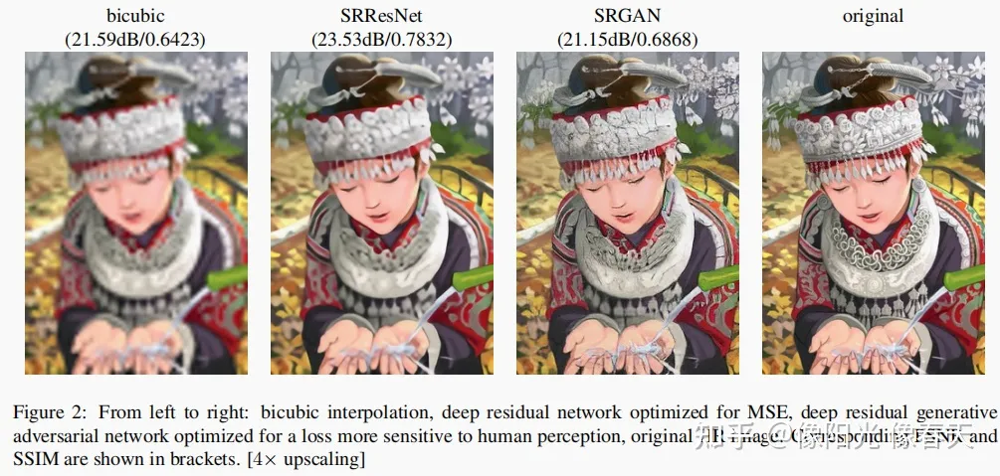 bicubic
(21.59dB/0.6423)
SRResNet
(23.53dB/0.7832)
SRGAN
(21.15dB/0.6868)
original
Figure 2: From left to right: bicubic interpolation, deep residual network optimized for MSE, deep residual generative
adversarial network optimized for a loss more sensitive to human perception, original HR image. Corresponding PSNR and
SSIM are shown in brackets. [4× upscaling]
知乎 @像阳光像春天